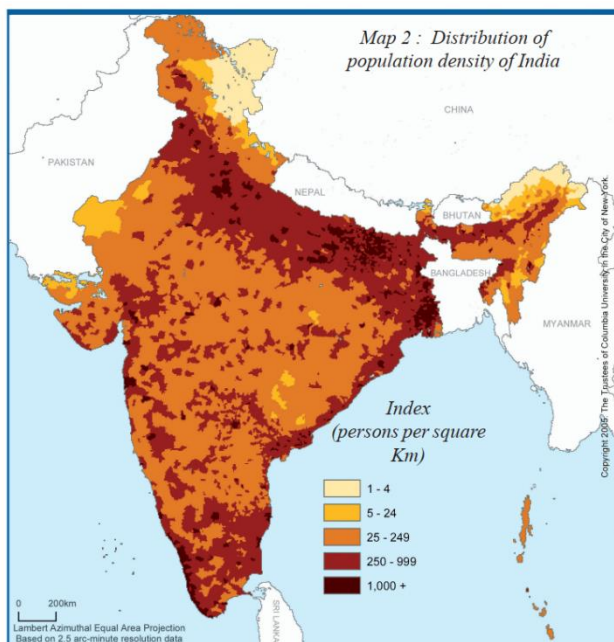 Map 2 : Distribution of
population density of India
CHINA
PAKISTAN
NEPAL
BHUTAN
BANGLADESH
MYANMAR
Index
(persons per square
Km)
1 - 4
5 - 24
25 - 249
250 - 999
1,000 +
SRI LANKA
0 200km
Lambert Azimuthal Equal Area Projection
Based on 2.5 arc-minute resolution data
Copyright 2005. The Trustees of Columbia University in the City of New York.